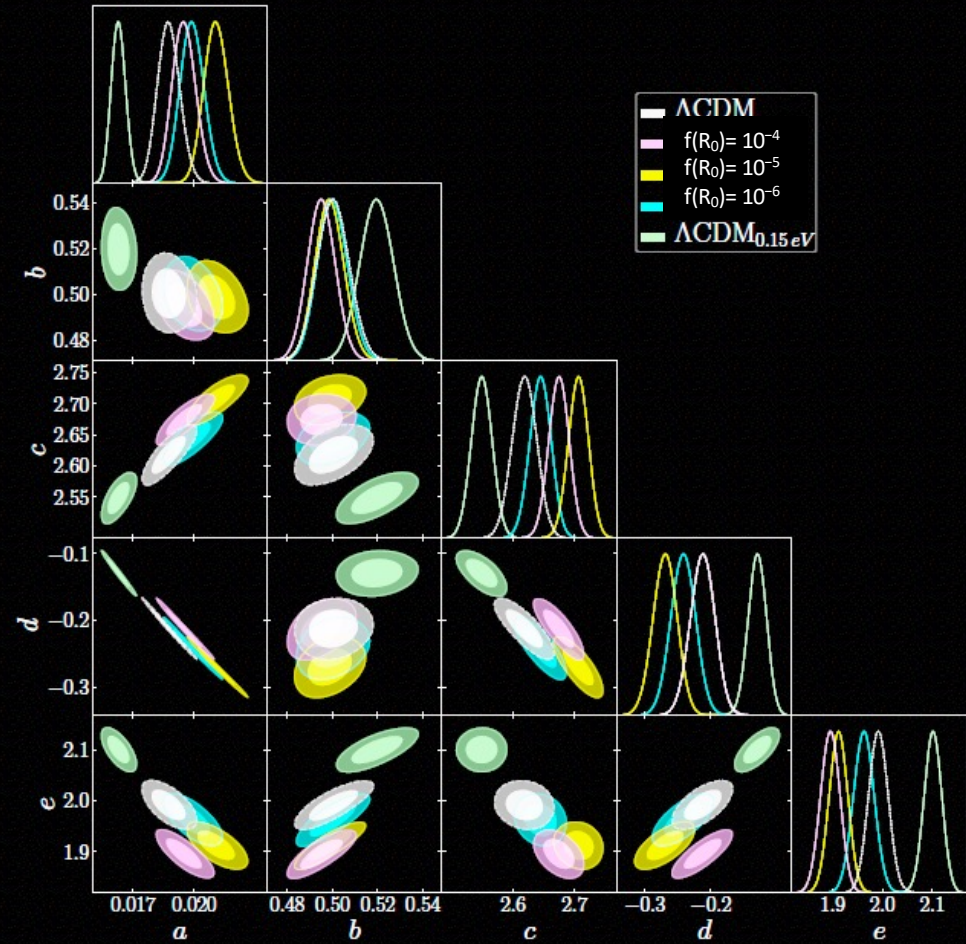 ΛCDM
f(R₀)= 10⁻⁴
f(R₀)= 10⁻⁵
f(R₀)= 10⁻⁶
ΛCDM₀.₁₅ₑV
0.54
0.52
0.50
0.48
b
2.75
2.70
2.65
2.60
2.55
c
−0.1
−0.2
−0.3
d
2.1
2.0
1.9
e
0.017 0.020 0.48 0.50 0.52 0.54 2.6 2.7 −0.3 −0.2 1.9 2.0 2.1
a b c d e